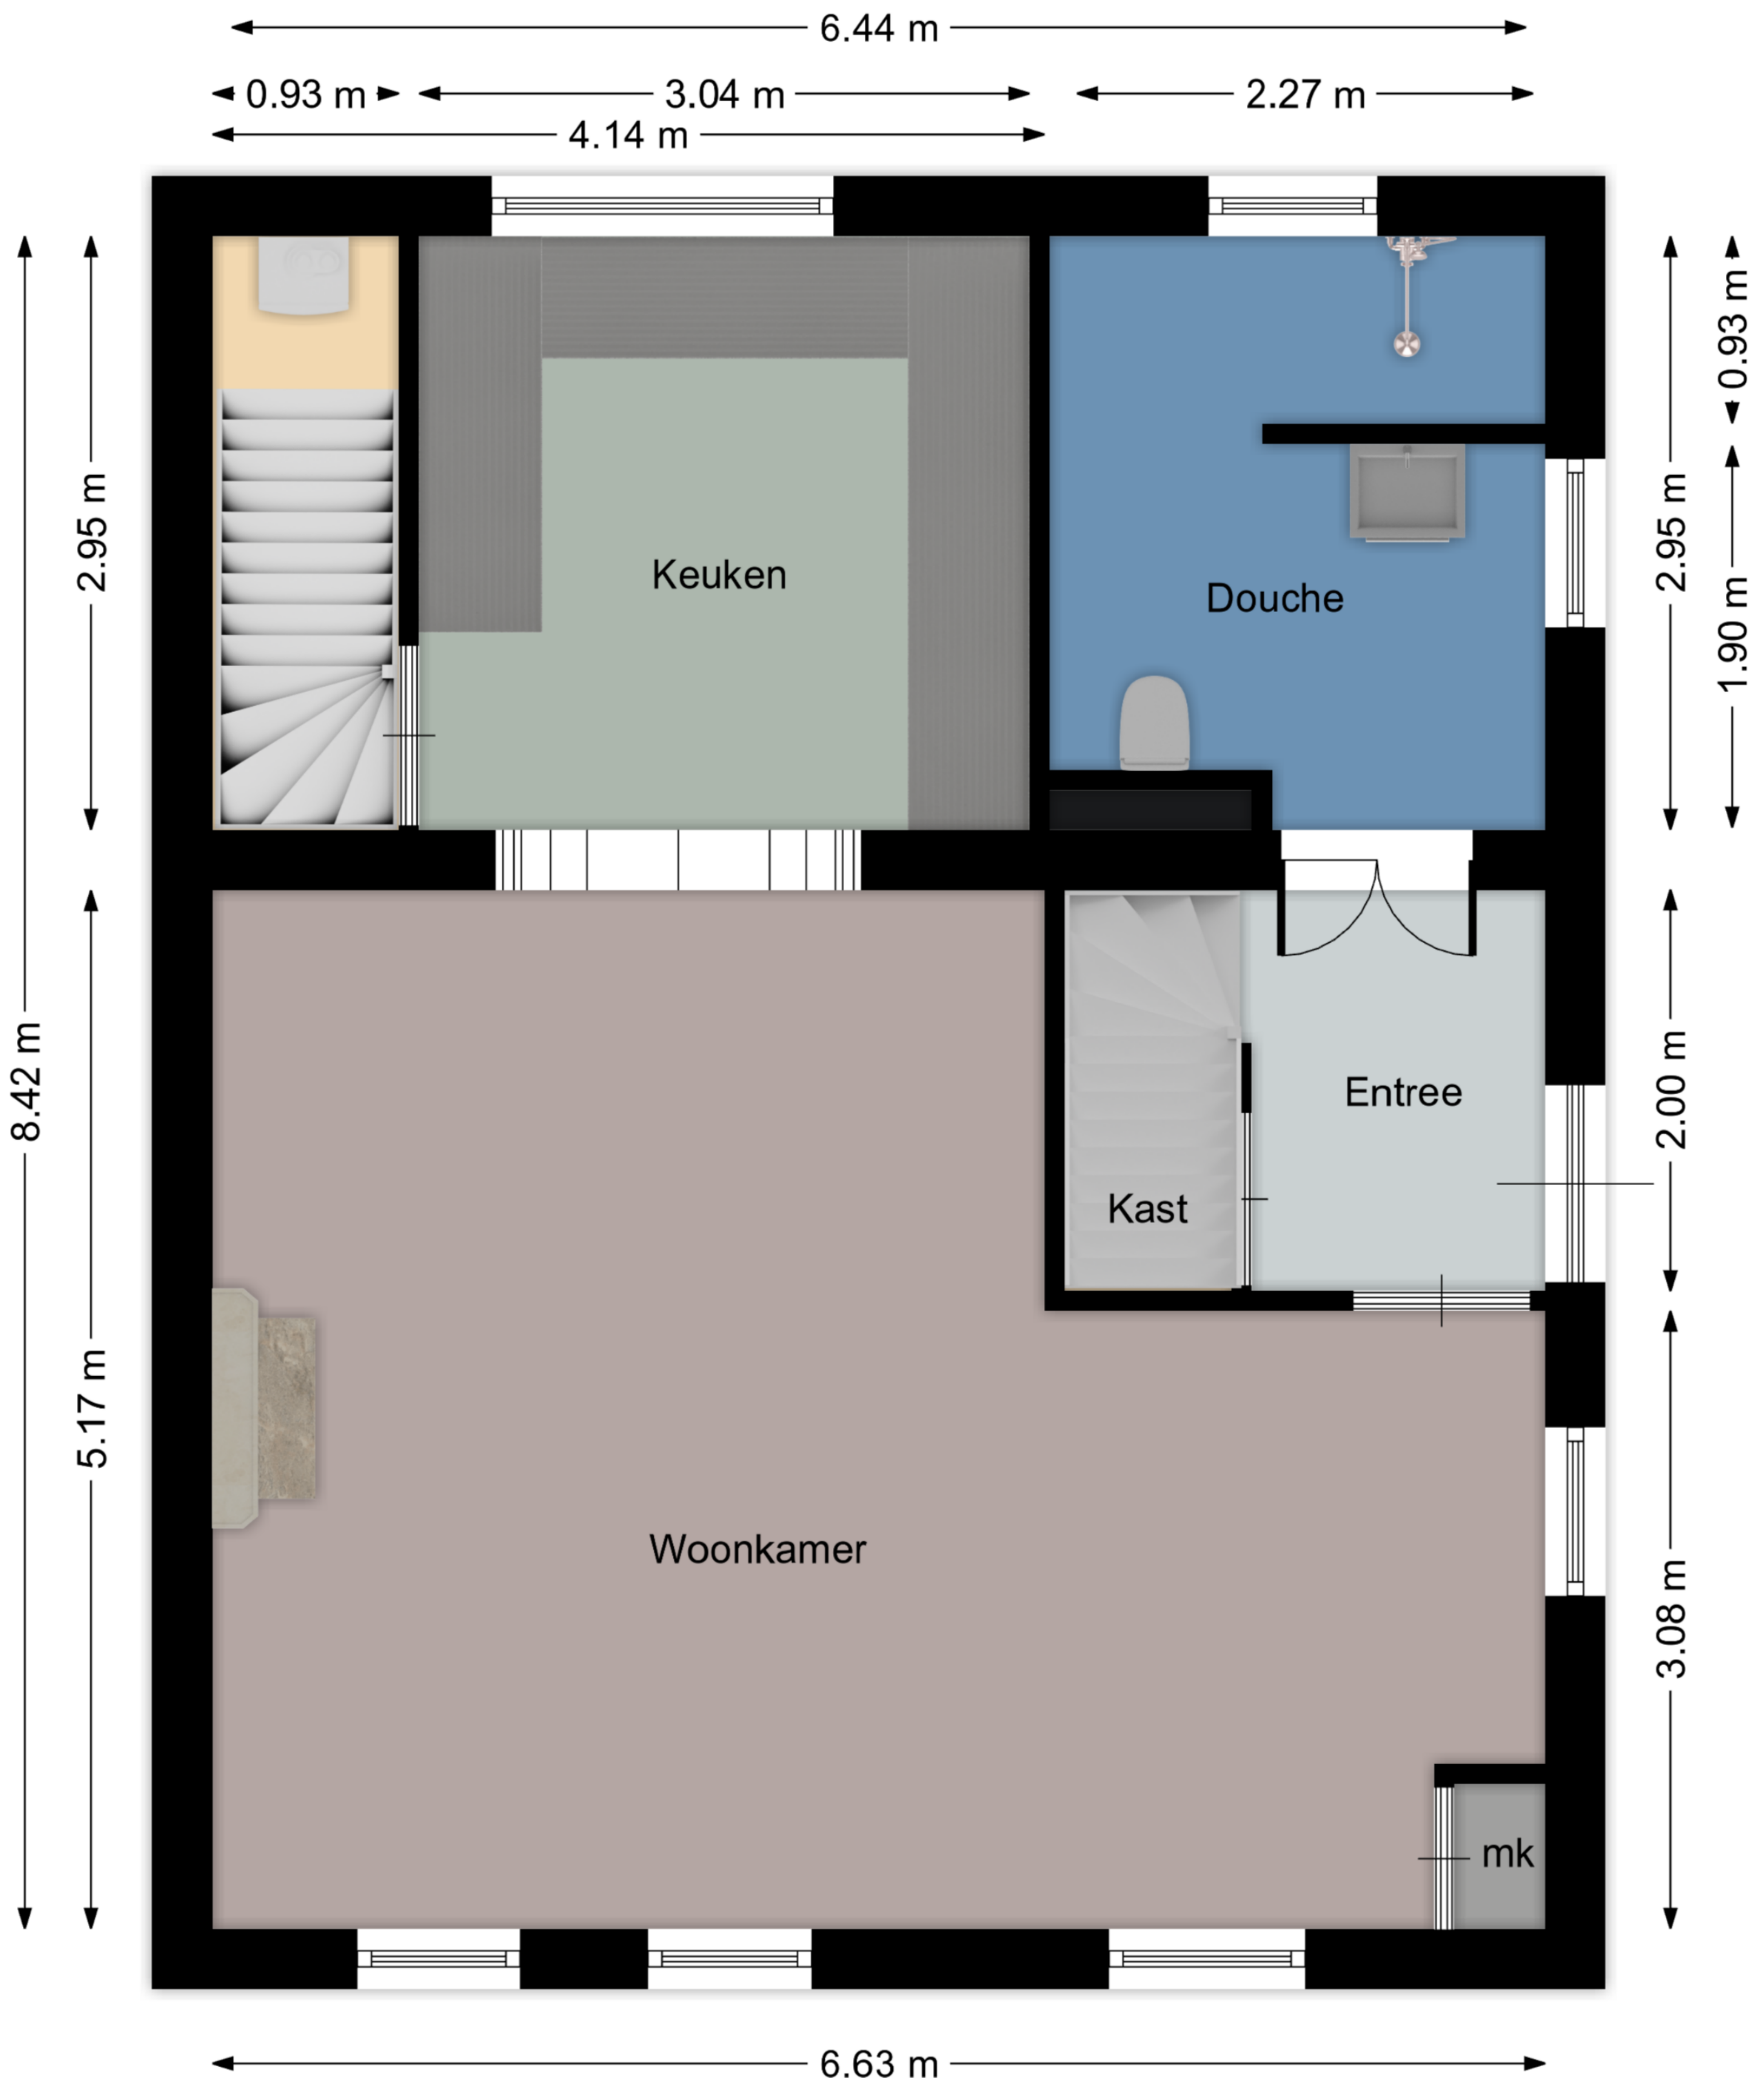 6.44 m
0.93 m
3.04 m
2.27 m
4.14 m
0.93 m
2.95 m
2.95 m
1.90 m
Keuken
Douche
8.42 m
2.00 m
Entree
Kast
5.17 m
Woonkamer
3.08 m
mk
6.63 m